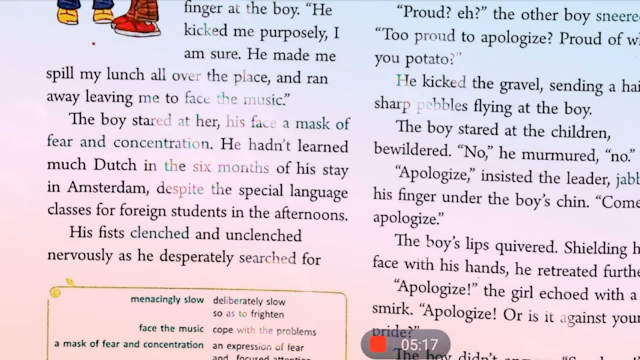 finger at the boy. “He
kicked me purposely, I
am sure. He made me
spill my lunch all over the place, and ran
away leaving me to face the music.”
The boy stared at her, his face a mask of
fear and concentration. He hadn’t learned
much Dutch in the six months of his stay
in Amsterdam, despite the special language
classes for foreign students in the afternoons.
His fists clenched and unclenched
nervously as he desperately searched for
menacingly slow deliberately slow
so as to frighten
face the music cope with the problems
a mask of fear and concentration an expression of fear
and focused attention
“Proud? eh?” the other boy
“Too proud to apologize? Proud of
you potato?”
He kicked the gravel, sending a
sharp pebbles flying at the boy.
The boy stared at the children,
bewildered. “No,” he murmured, “no.”
“Apologize,” insisted the leader,
his finger under the boy’s chin. “Come
apologize.”
The boy’s lips quivered. Shielding
face with his hands, he retreated
“Apologize!” the girl echoed with a
smirk. “Apologize! Or is it against your
pride?”
The boy didn’t
05:17